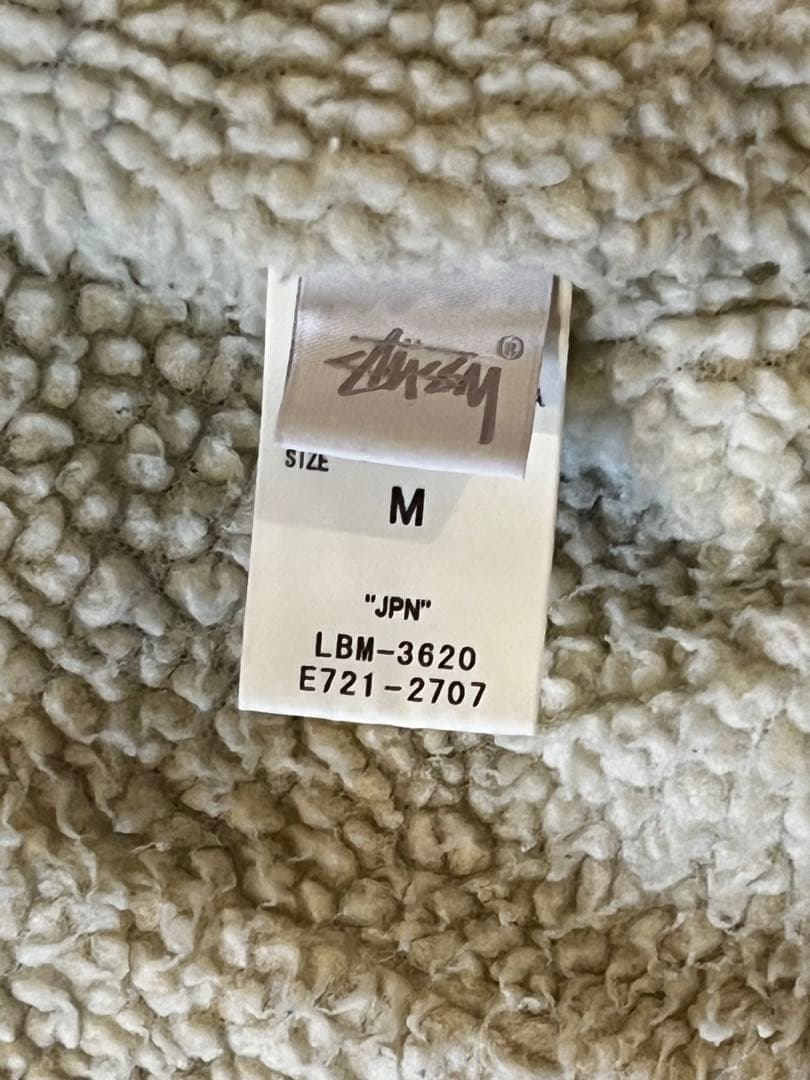 STÜSSY®
SIZE
M
"JPN"
LBM-3620
E721-2707